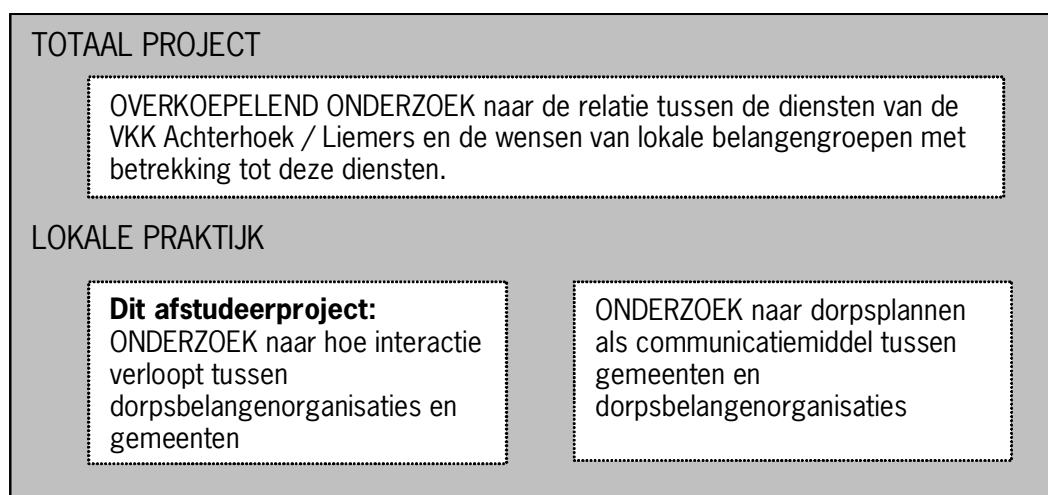 TOTAAL PROJECT
OVERKOEPELEND ONDERZOEK naar de relatie tussen de diensten van de
VKK Achterhoek / Liemers en de wensen van lokale belangengroepen met
betrekking tot deze diensten.
LOKALE PRAKTIJK
Dit afstudeerproject:
ONDERZOEK naar hoe interactie
verloopt tussen
dorpsbelangenorganisaties en
gemeenten
ONDERZOEK naar dorpsplannen
als communicatiemiddel tussen
gemeenten en
dorpsbelangenorganisaties